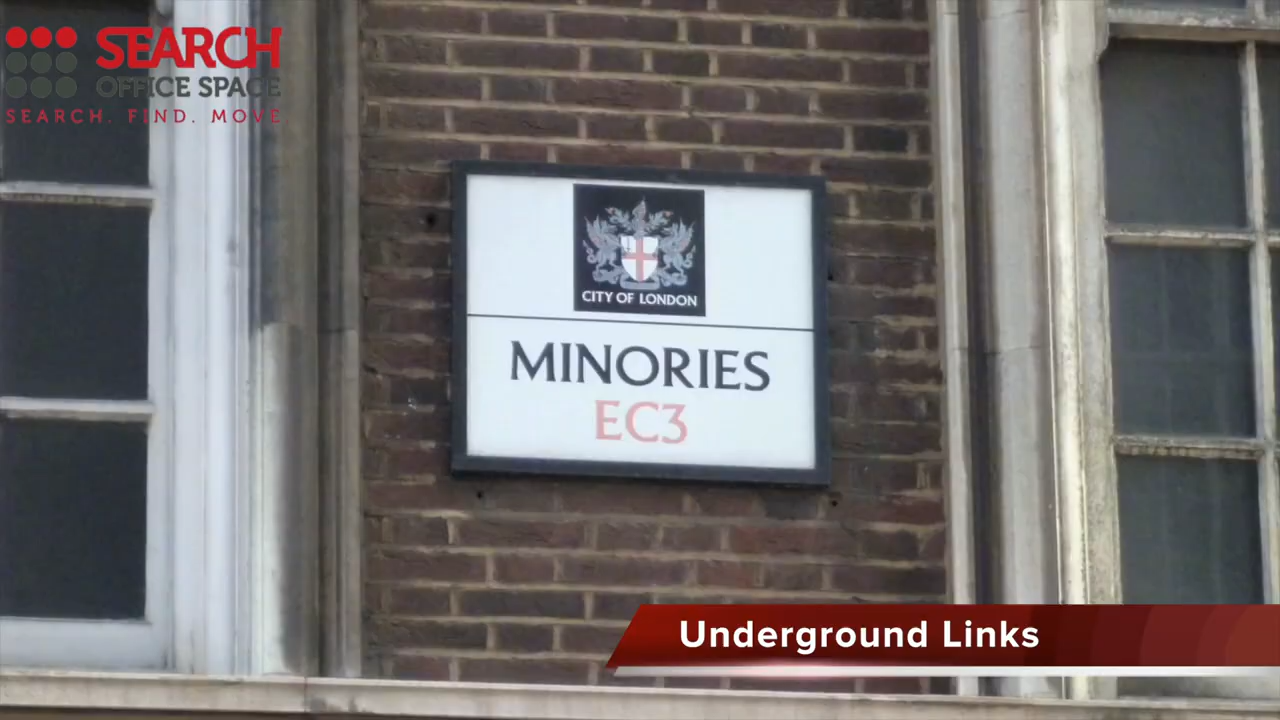 SEARCH
OFFICE SPACE
SEARCH. FIND. MOVE
CITY OF LONDON
MINORIES
EC3
Underground Links